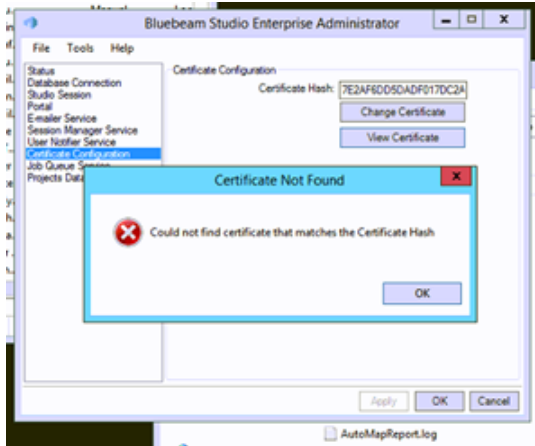 Bluebeam Studio Enterprise Administrator
File Tools Help
Status
Database Connection
Studio Session
Portal
E-mailer Service
Session Manager Service
User Notifier Service
Certificate Configuration
Job Queue Service
Projects Data
Certificate Configuration
Certificate Hash: 7E2AF6DD5DADF017DC2A
Change Certificate
View Certificate
Certificate Not Found
Could not find certificate that matches the Certificate Hash
OK
Apply OK Cancel
AutoMapReport.log